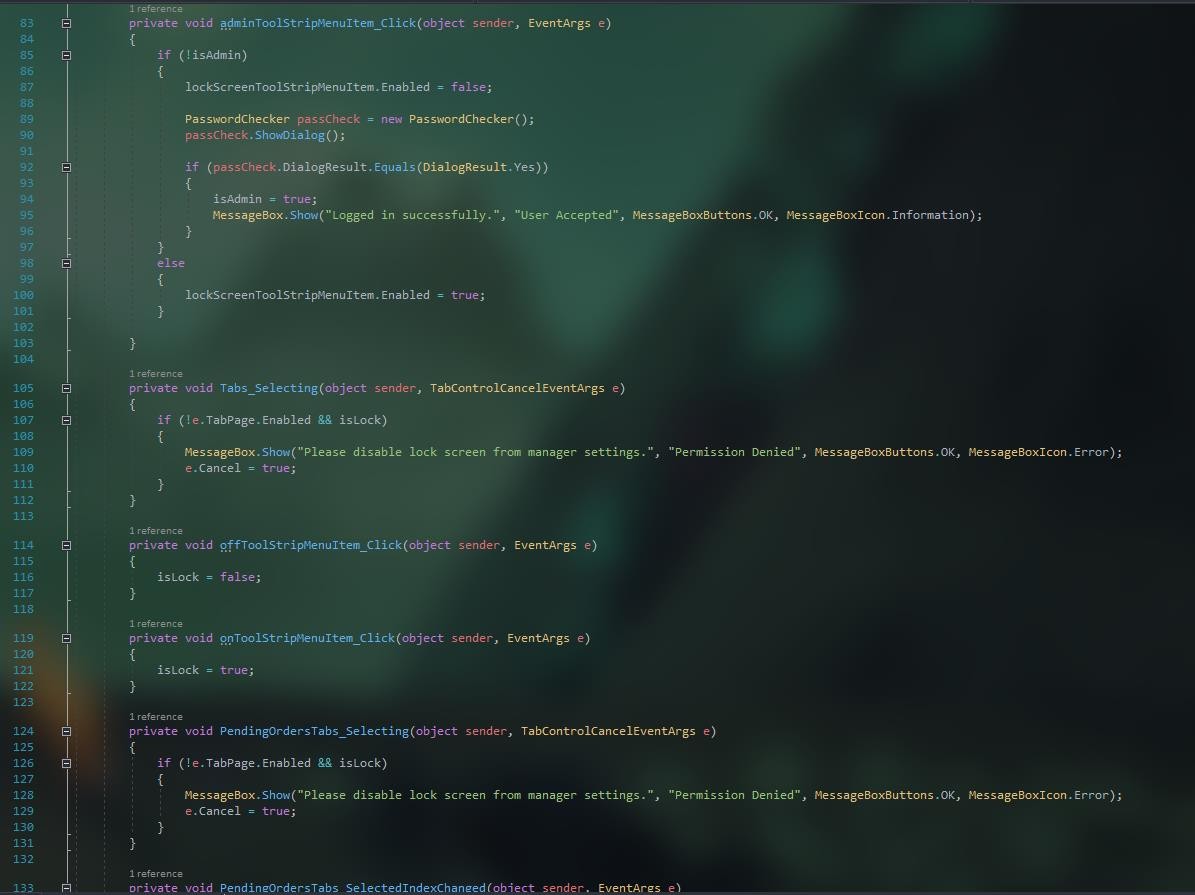 1 reference
83 private void adminToolStripMenuItem_Click(object sender, EventArgs e)
84 {
85 if (!isAdmin)
86 {
87 lockScreenToolStripMenuItem.Enabled = false;
88
89 PasswordChecker passCheck = new PasswordChecker();
90 passCheck.ShowDialog();
91
92 if (passCheck.DialogResult.Equals(DialogResult.Yes))
93 {
94 isAdmin = true;
95 MessageBox.Show("Logged in successfully.", "User Accepted", MessageBoxButtons.OK, MessageBoxIcon.Information);
96 }
97 }
98 else
99 {
100 lockScreenToolStripMenuItem.Enabled = true;
101 }
102
103 }
104
1 reference
105 private void Tabs_Selecting(object sender, TabControlCancelEventArgs e)
106 {
107 if (!e.TabPage.Enabled && isLock)
108 {
109 MessageBox.Show("Please disable lock screen from manager settings.", "Permission Denied", MessageBoxButtons.OK, MessageBoxIcon.Error);
110 e.Cancel = true;
111 }
112 }
113
1 reference
114 private void offToolStripMenuItem_Click(object sender, EventArgs e)
115 {
116 isLock = false;
117 }
118
1 reference
119 private void onToolStripMenuItem_Click(object sender, EventArgs e)
120 {
121 isLock = true;
122 }
123
1 reference
124 private void PendingOrdersTabs_Selecting(object sender, TabControlCancelEventArgs e)
125 {
126 if (!e.TabPage.Enabled && isLock)
127 {
128 MessageBox.Show("Please disable lock screen from manager settings.", "Permission Denied", MessageBoxButtons.OK, MessageBoxIcon.Error);
129 e.Cancel = true;
130 }
131 }
132
1 reference
133 private void PendingOrdersTabs_SelectedIndexChanged(object sender, EventArgs e)